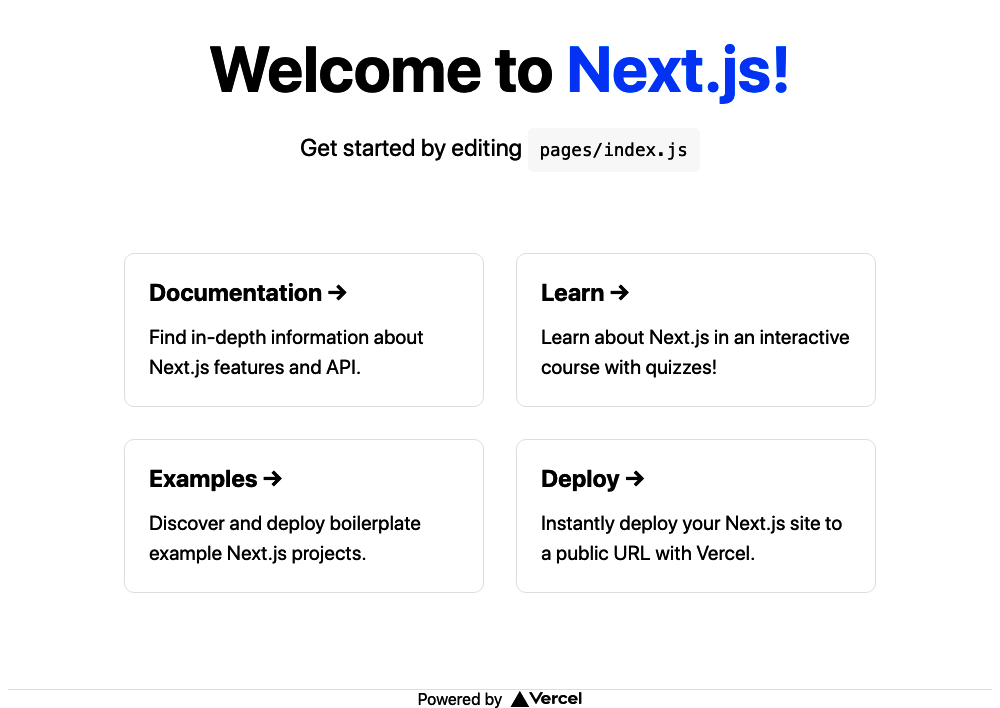 Welcome to Next.js!
Get started by editing pages/index.js
Documentation →
Find in-depth information about
Next.js features and API.
Learn →
Learn about Next.js in an interactive
course with quizzes!
Examples →
Discover and deploy boilerplate
example Next.js projects.
Deploy →
Instantly deploy your Next.js site to
a public URL with Vercel.
Powered by Vercel